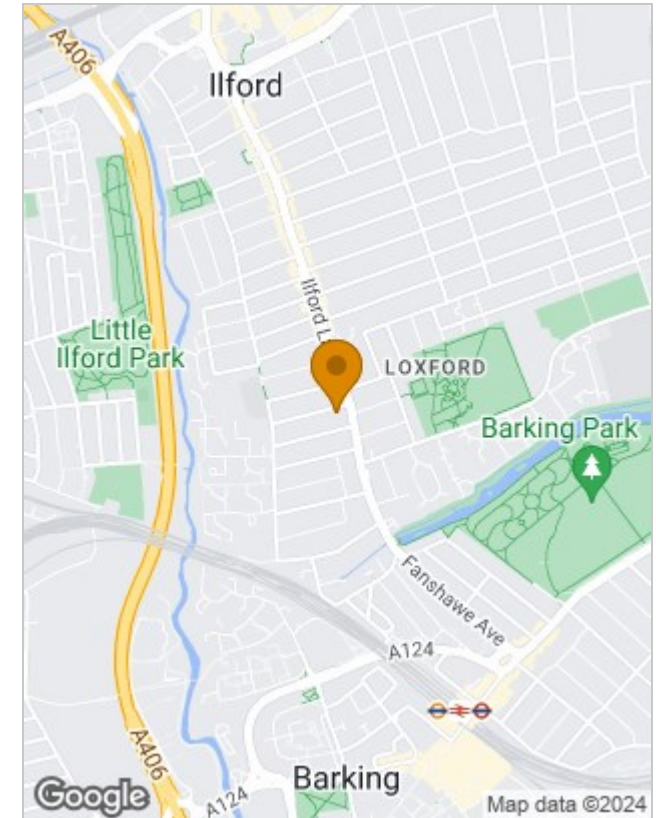 A406
Ilford
Ilford L
Little
Ilford Park
LOXFORD
Barking Park
Fanshawe Ave
A124
A406
Barking
A124
Google
Map data ©2024